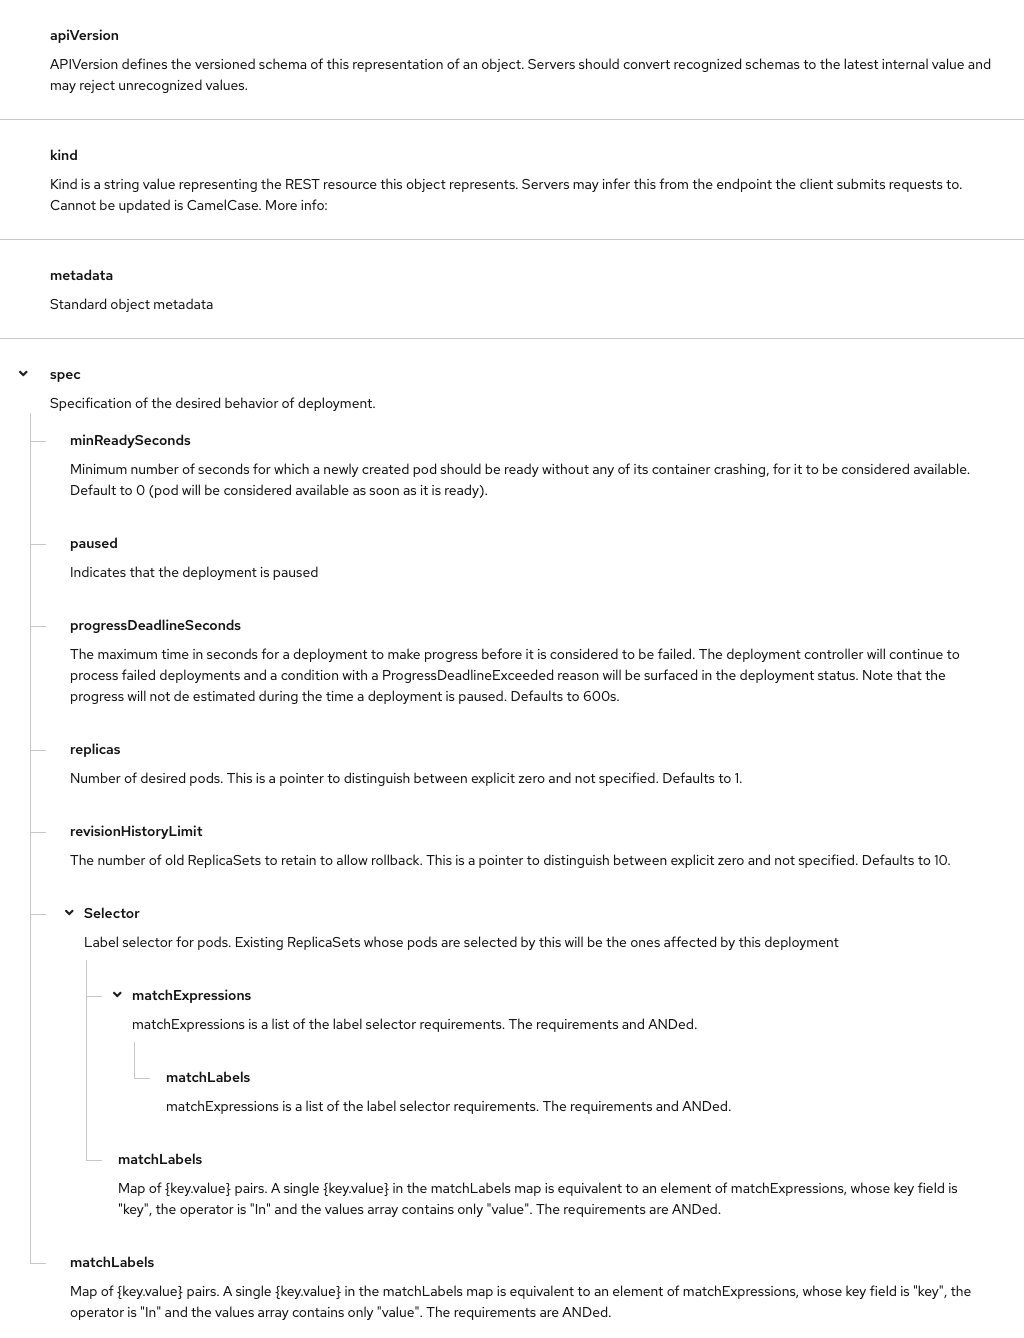 apiVersion
APIVersion defines the versioned schema of this representation of an object. Servers should convert recognized schemas to the latest internal value and
may reject unrecognized values.
kind
Kind is a string value representing the REST resource this object represents. Servers may infer this from the endpoint the client submits requests to.
Cannot be updated is CamelCase. More info:
metadata
Standard object metadata
spec
Specification of the desired behavior of deployment.
minReadySeconds
Minimum number of seconds for which a newly created pod should be ready without any of its container crashing, for it to be considered available.
Default to 0 (pod will be considered available as soon as it is ready).
paused
Indicates that the deployment is paused
progressDeadlineSeconds
The maximum time in seconds for a deployment to make progress before it is considered to be failed. The deployment controller will continue to
process failed deployments and a condition with a ProgressDeadlineExceeded reason will be surfaced in the deployment status. Note that the
progress will not de estimated during the time a deployment is paused. Defaults to 600s.
replicas
Number of desired pods. This is a pointer to distinguish between explicit zero and not specified. Defaults to 1.
revisionHistoryLimit
The number of old ReplicaSets to retain to allow rollback. This is a pointer to distinguish between explicit zero and not specified. Defaults to 10.
Selector
Label selector for pods. Existing ReplicaSets whose pods are selected by this will be the ones affected by this deployment
matchExpressions
matchExpressions is a list of the label selector requirements. The requirements and ANDed.
matchLabels
matchExpressions is a list of the label selector requirements. The requirements and ANDed.
matchLabels
Map of {key.value} pairs. A single {key.value} in the matchLabels map is equivalent to an element of matchExpressions, whose key field is
"key", the operator is "In" and the values array contains only "value". The requirements are ANDed.
matchLabels
Map of {key.value} pairs. A single {key.value} in the matchLabels map is equivalent to an element of matchExpressions, whose key field is "key", the
operator is "In" and the values array contains only "value". The requirements are ANDed.